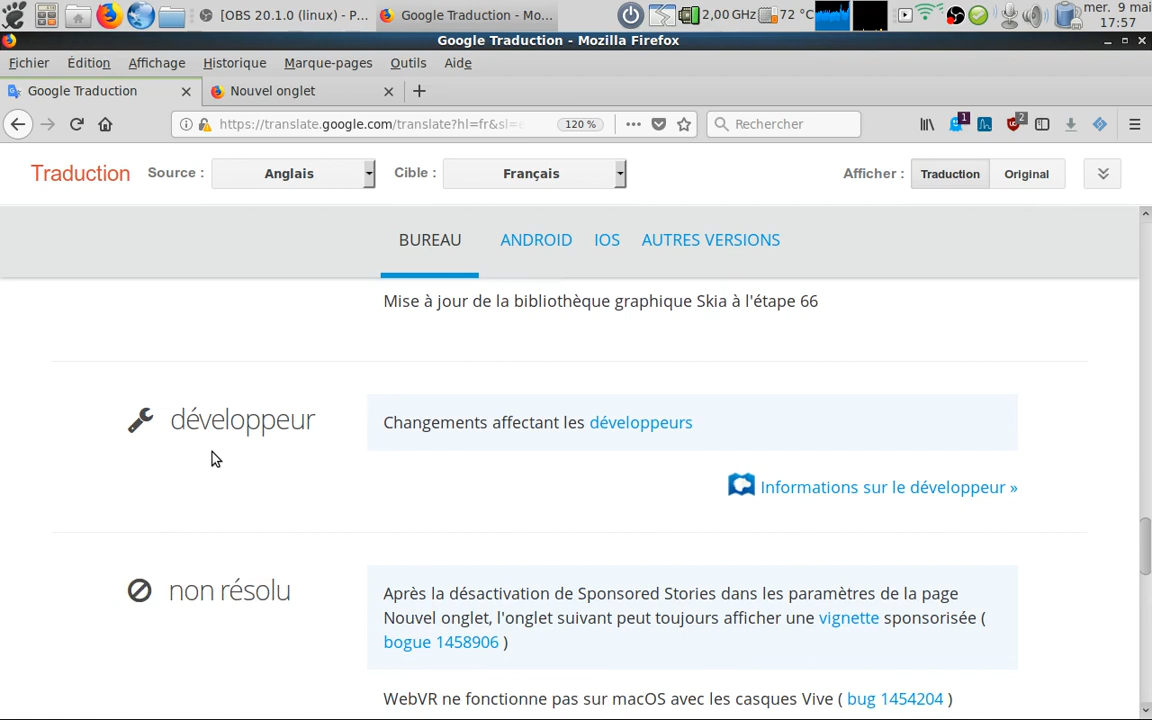 [OBS 20.1.0 (linux) - P...
Google Traduction - Mo...
2,00 GHz
72 °C
mer. 9 mai
17:57
Google Traduction - Mozilla Firefox
Fichier Édition Affichage Historique Marque-pages Outils Aide
Google Traduction
Nouvel onglet
https://translate.google.com/translate?hl=fr&sl=
120 %
Rechercher
1
2
Traduction Source : Anglais Cible : Français Afficher : Traduction Original
BUREAU ANDROID IOS AUTRES VERSIONS
Mise à jour de la bibliothèque graphique Skia à l'étape 66
développeur
Changements affectant les développeurs
Informations sur le développeur »
non résolu
Après la désactivation de Sponsored Stories dans les paramètres de la page
Nouvel onglet, l'onglet suivant peut toujours afficher une vignette sponsorisée (
bogue 1458906 )
WebVR ne fonctionne pas sur macOS avec les casques Vive ( bug 1454204 )